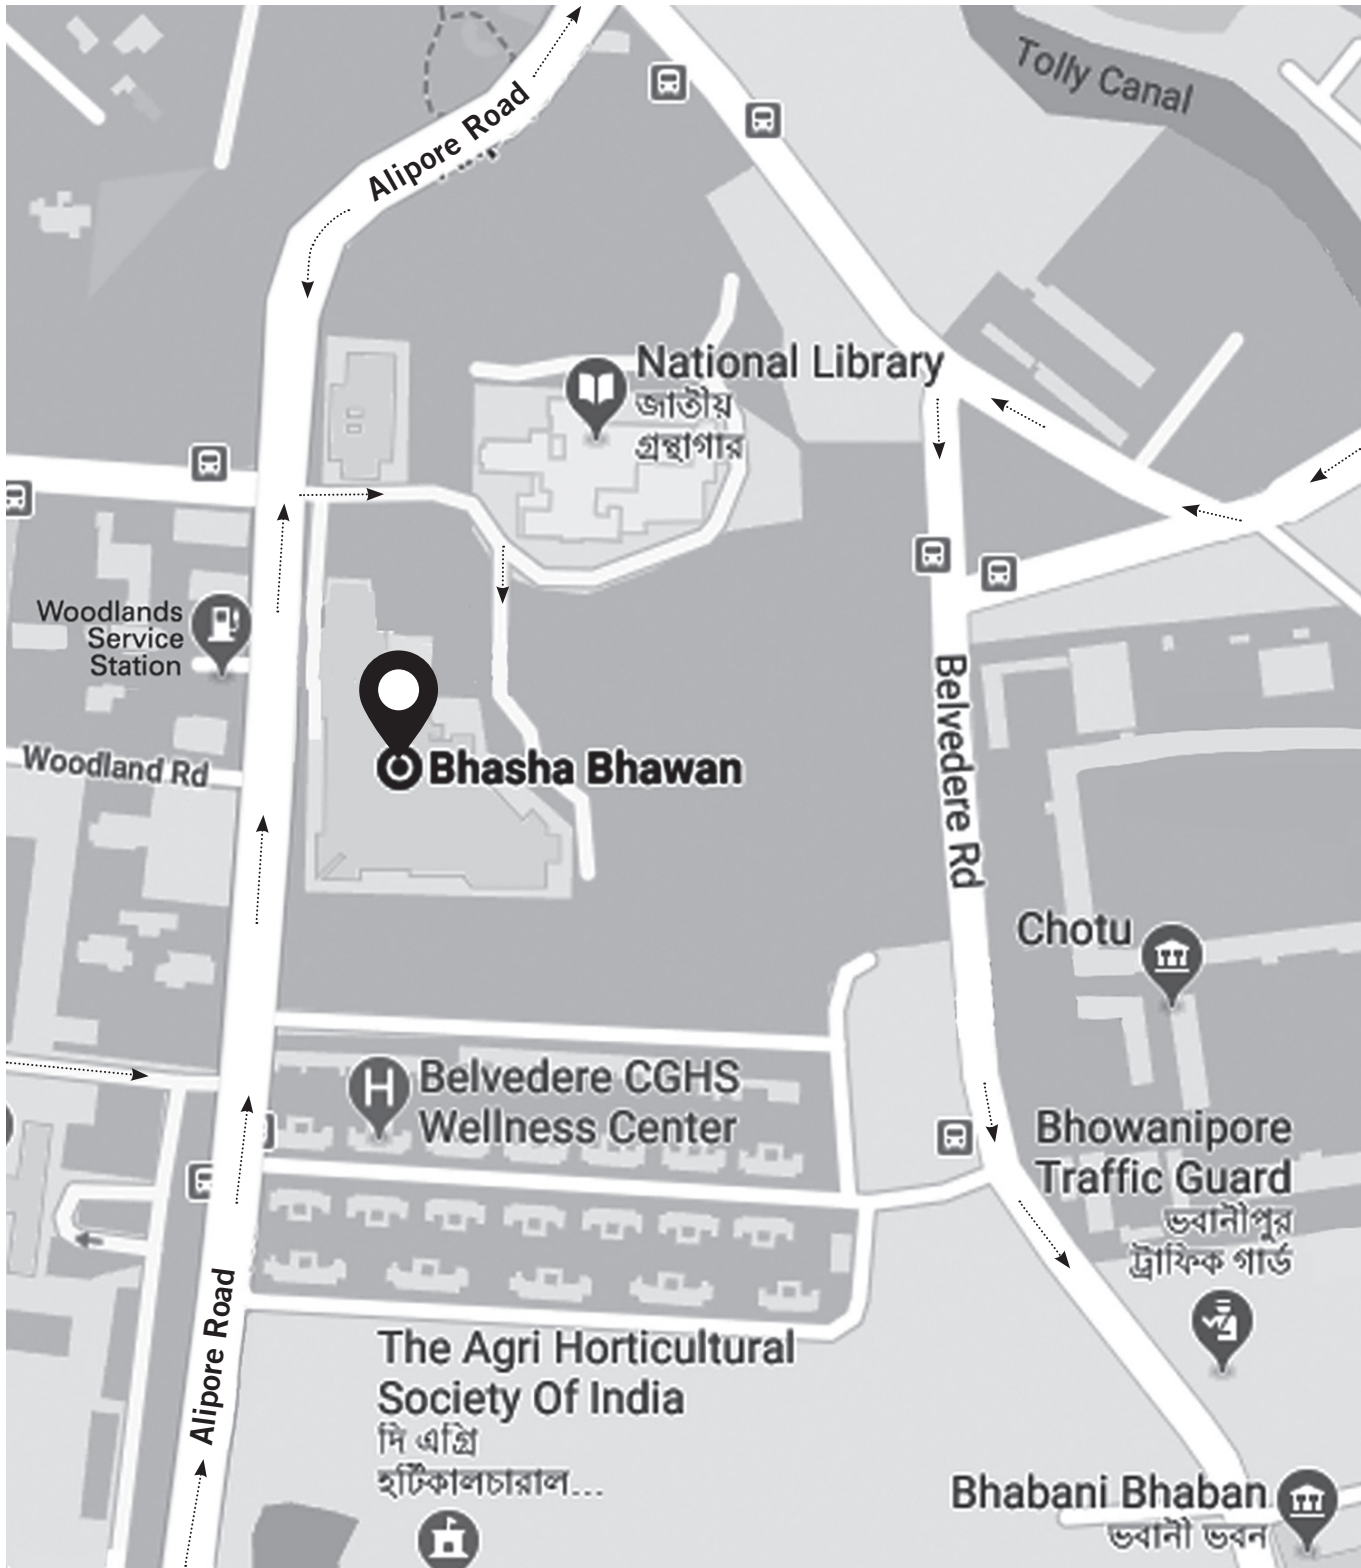 Tolly Canal
Alipore Road
National Library
জাতীয়
গ্রন্থাগার
Woodlands
Service
Station
Belvedere Rd
Woodland Rd
Bhasha Bhawan
Chotu
Belvedere CGHS
Wellness Center
H
Bhowanipore
Traffic Guard
ভবানীপুর
ট্রাফিক গার্ড
Alipore Road
The Agri Horticultural
Society Of India
দি এগ্রি
হর্টিকালচারাল...
Bhabani Bhaban
ভবানী ভবন